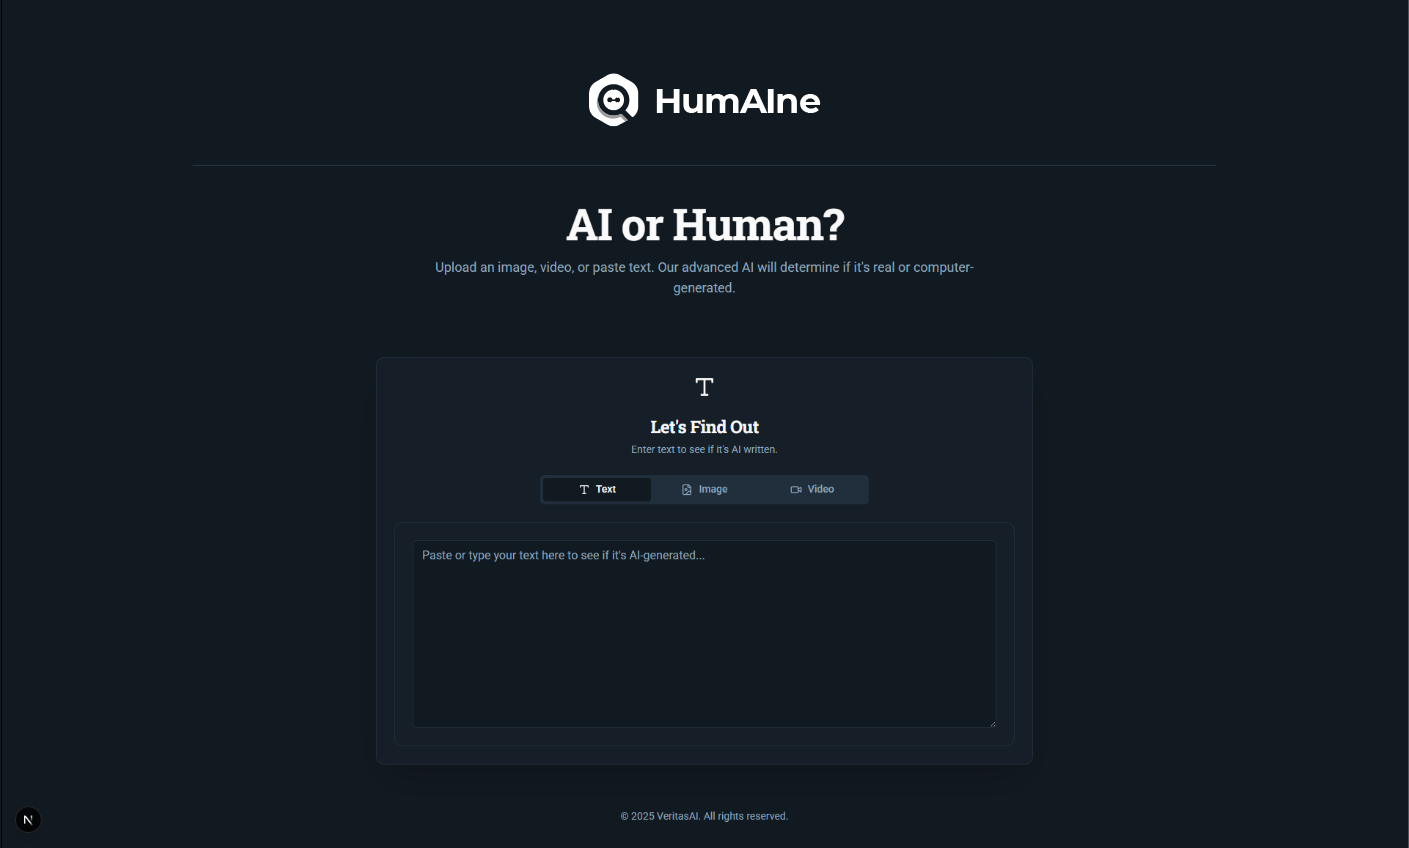 HumAIne
AI or Human?
Upload an image, video, or paste text. Our advanced AI will determine if it's real or computer-
generated.
T
Let's Find Out
Enter text to see if it's AI written.
Text
Image
Video
Paste or type your text here to see if it's AI-generated...
© 2025 VeritasAI. All rights reserved.
N